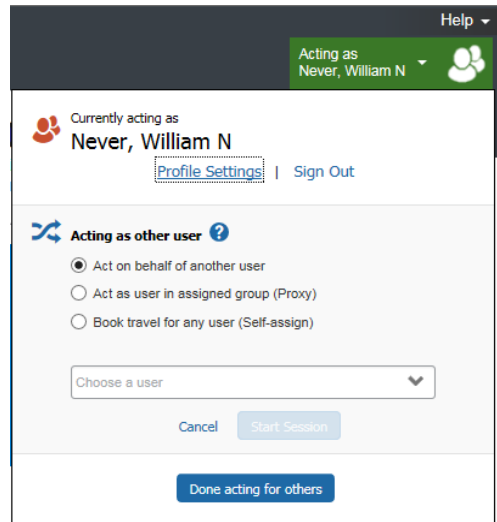 Help
Acting as
Never, William N
Currently acting as
Never, William N
Profile Settings | Sign Out
Acting as other user ?
Act on behalf of another user
Act as user in assigned group (Proxy)
Book travel for any user (Self-assign)
Choose a user
Cancel Start Session
Done acting for others